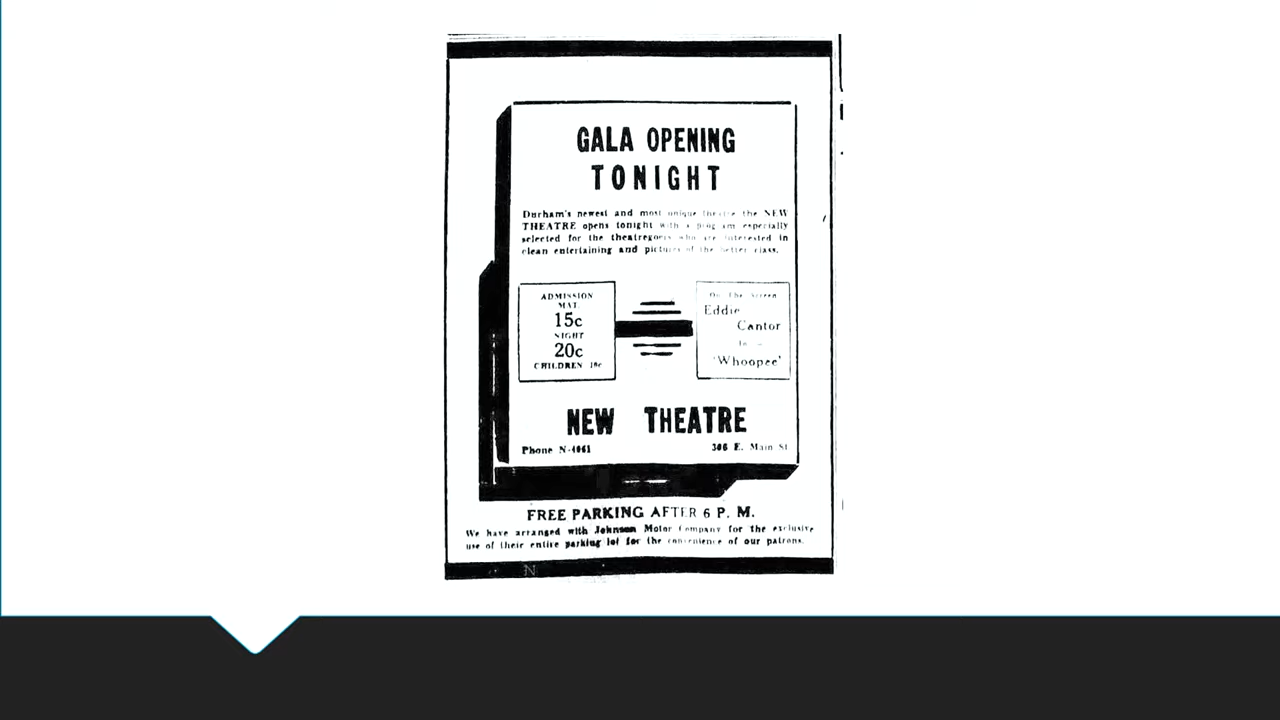 GALA OPENING
TONIGHT
Durham's newest and most unique theatre the NEW
THEATRE opens tonight with a program especially
selected for the theatregoers who are interested in
clean entertaining and pictures of the better class.
ADMISSION
MAT.
15c
NIGHT
20c
CHILDREN 10c
On The Screen
Eddie
Cantor
In -
'Whoopee'
NEW THEATRE
Phone N-4061
306 E. Main St
FREE PARKING AFTER 6 P. M.
We have arranged with Johnson Motor Company for the exclusive
use of their entire parking lot for the convenience of our patrons.